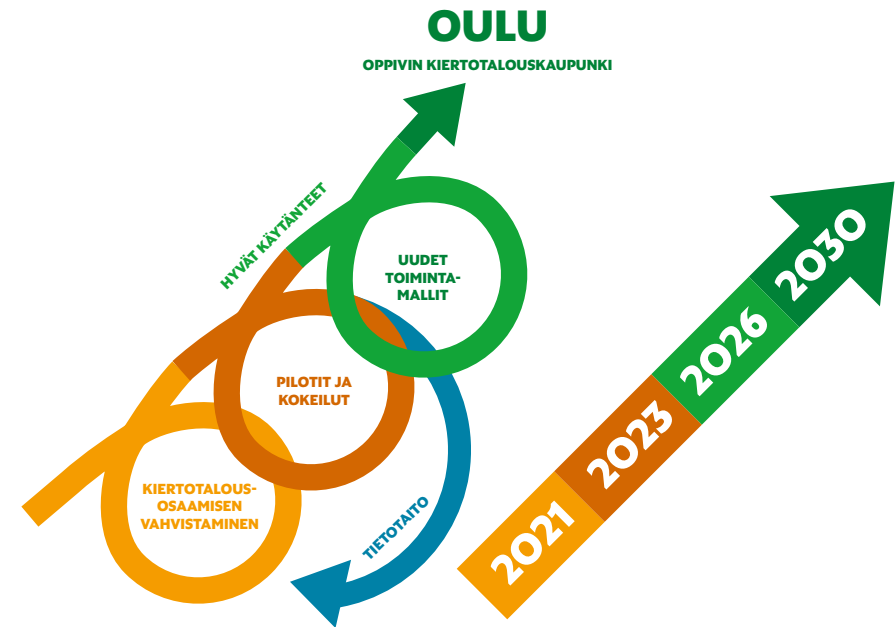 OULU
OPPIVIN KIERTOTALOUSKAUPUNKI
HYVÄT KÄYTÄNTEET
UUDET
TOIMINTA-
MALLIT
PILOTIT JA
KOKEILUT
KIERTOTALOUS-
OSAAMISEN
VAHVISTAMINEN
TIETOTAITO
2021
2023
2026
2030